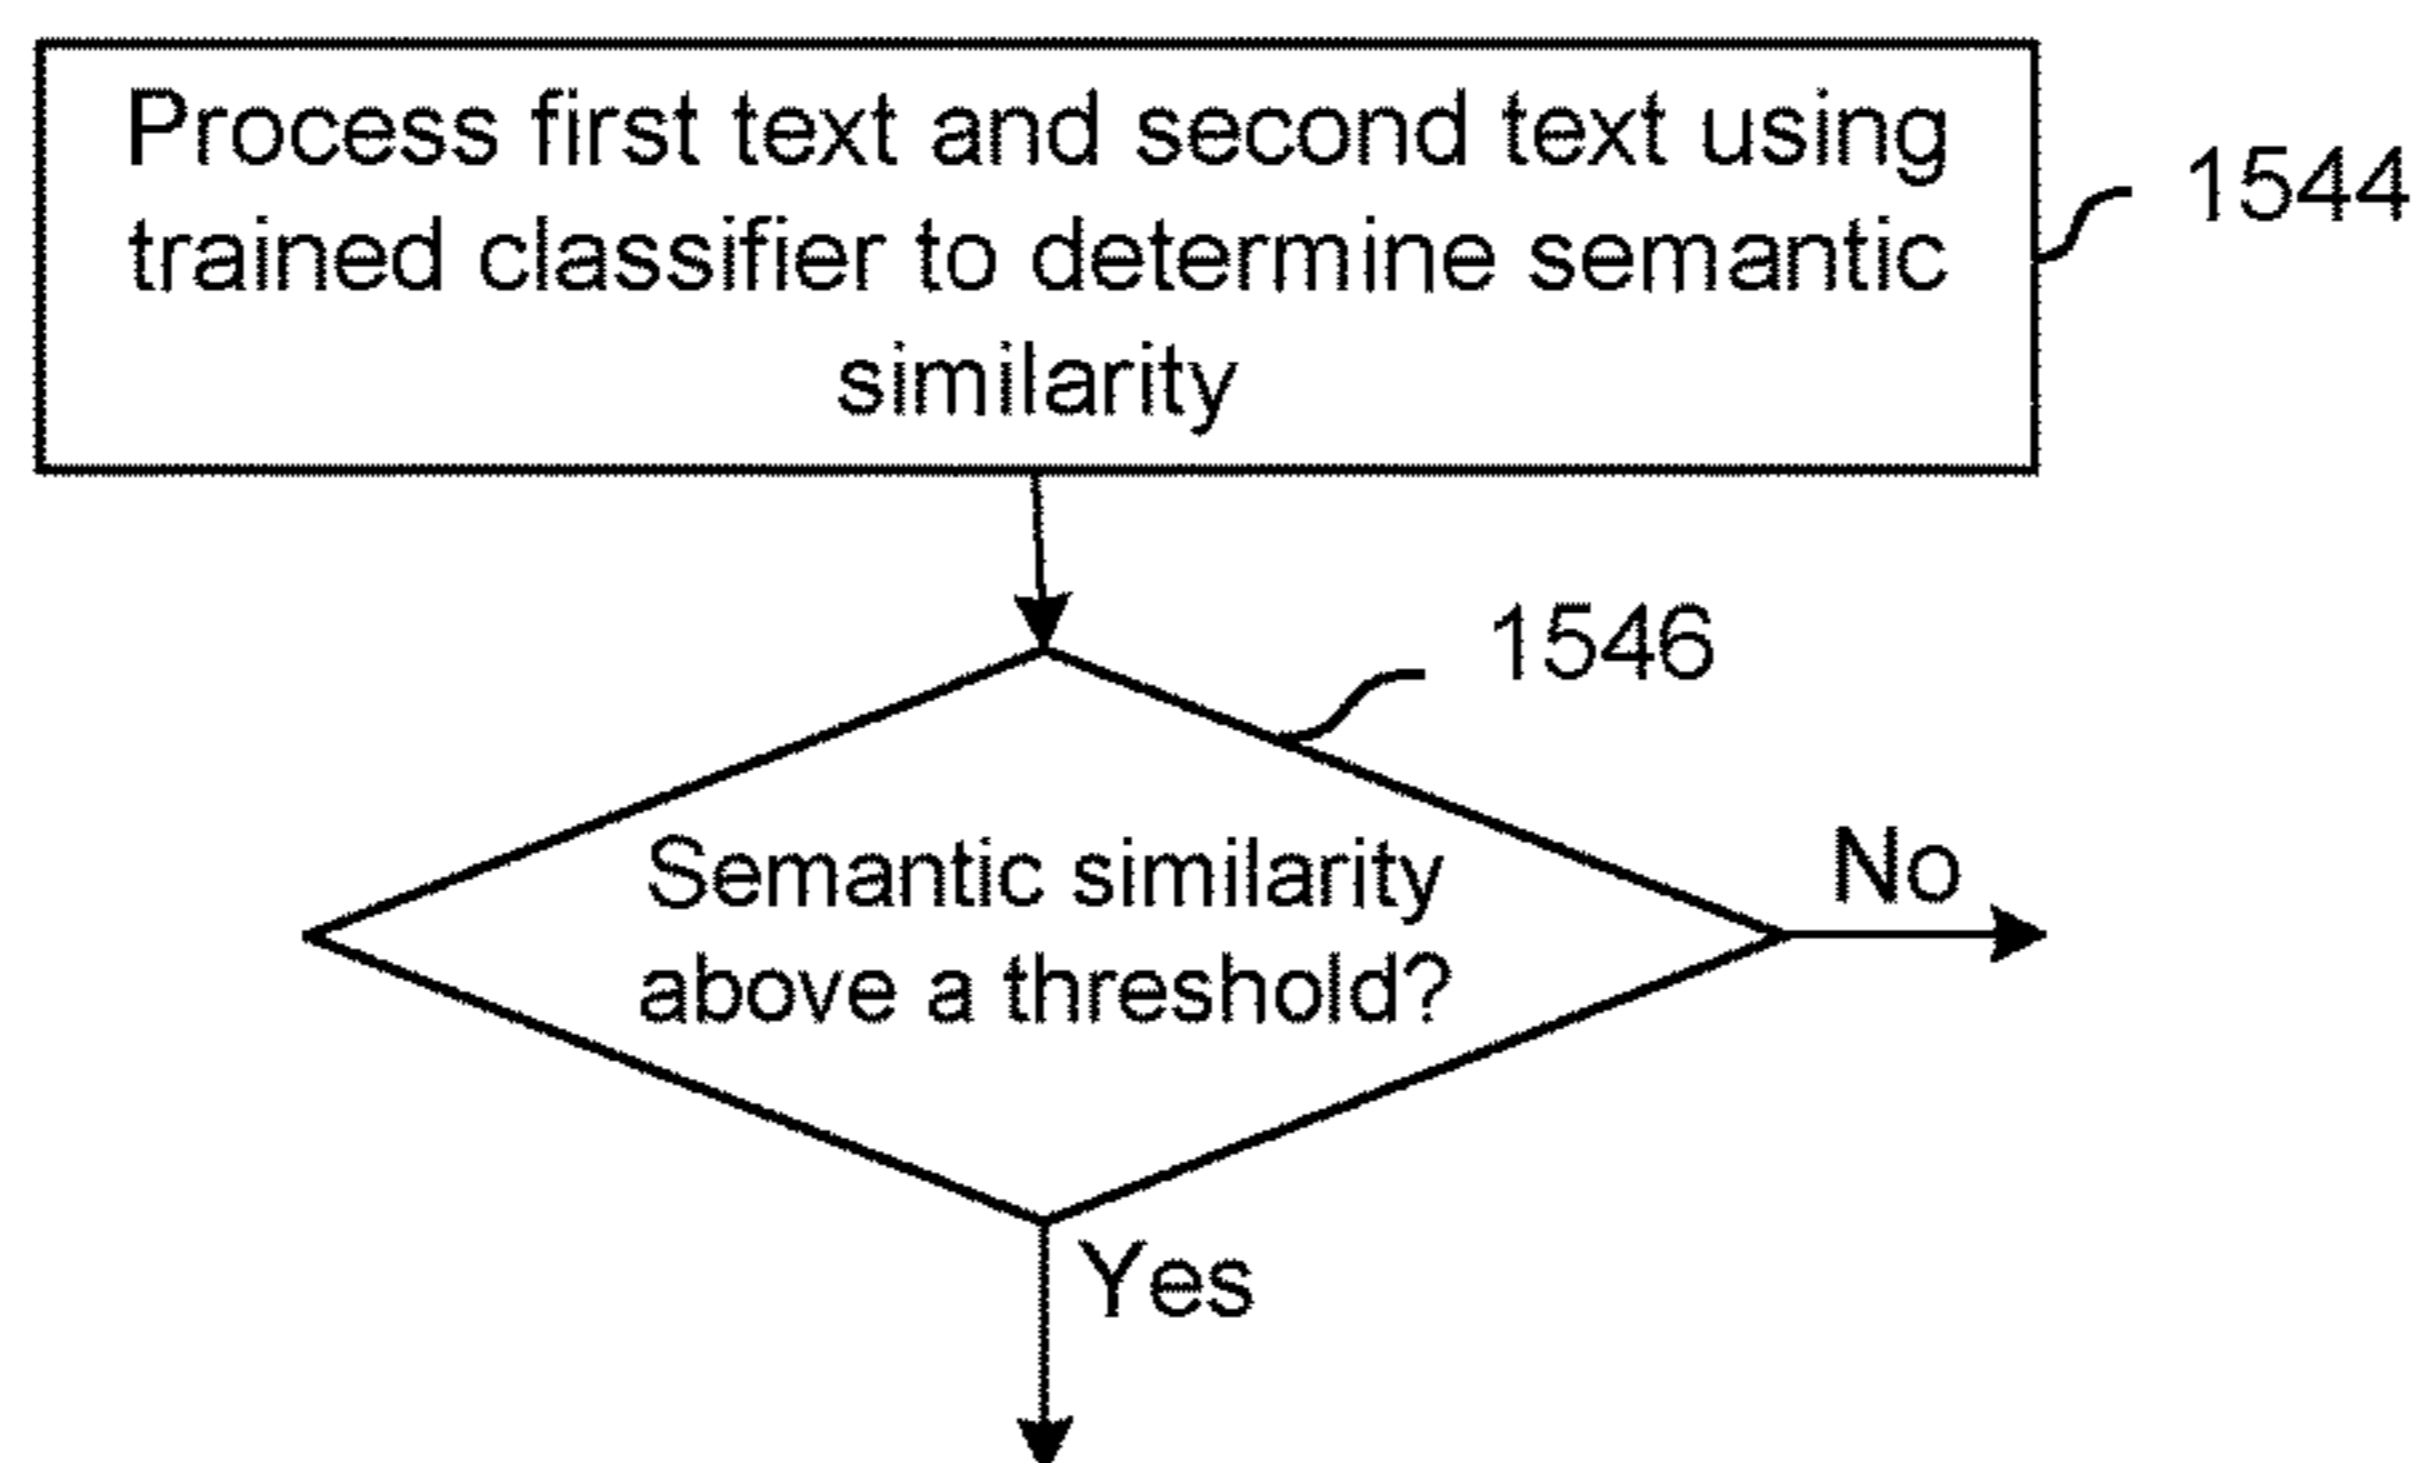 Process first text and second text using
trained classifier to determine semantic
similarity
1544
1546
Semantic similarity
above a threshold?
No
Yes